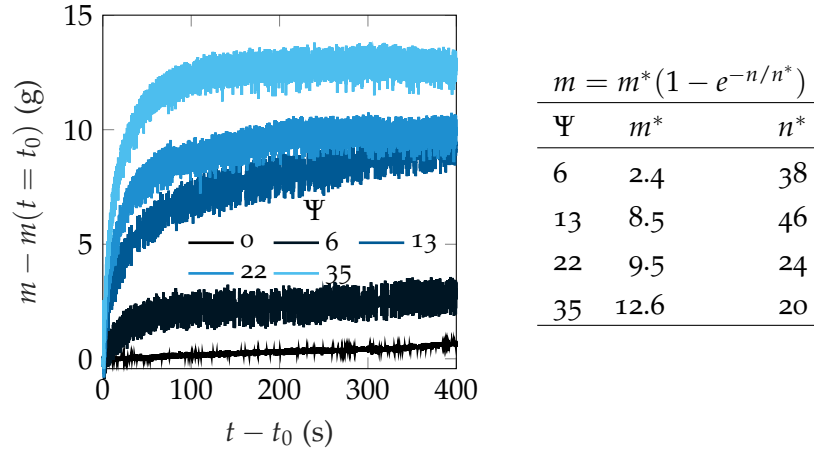 15
10
5
0
m − m(t = t₀) (g)
0 100 200 300 400
t − t₀ (s)
Ψ
0 6 13
22 35
m = m*(1 − e^{−n/n*})
Ψ m* n*
6 2.4 38
13 8.5 46
22 9.5 24
35 12.6 20